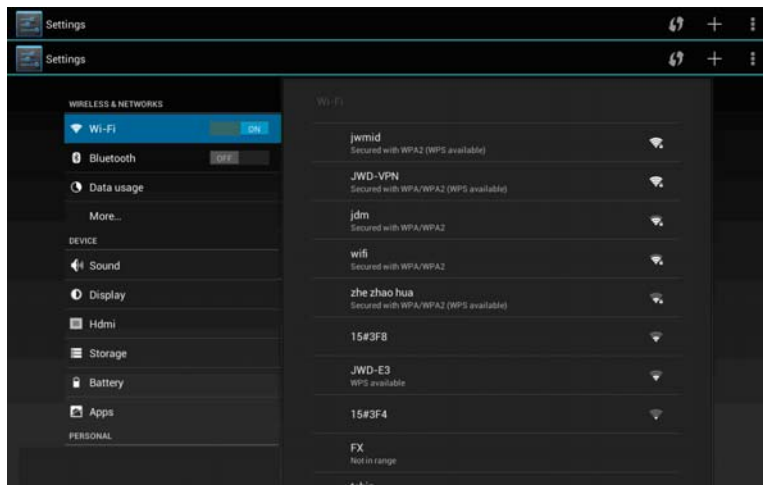 Settings
Settings
WIRELESS & NETWORKS
Wi-Fi
ON
Bluetooth
OFF
Data usage
More...
DEVICE
Sound
Display
Hdmi
Storage
Battery
Apps
PERSONAL
Wi-Fi
jwmid
Secured with WPA2 (WPS available)
JWD-VPN
Secured with WPA/WPA2 (WPS available)
jdm
Secured with WPA/WPA2
wifi
Secured with WPA/WPA2
zhe zhao hua
Secured with WPA/WPA2 (WPS available)
15#3F8
JWD-E3
WPS available
15#3F4
FX
Not in range